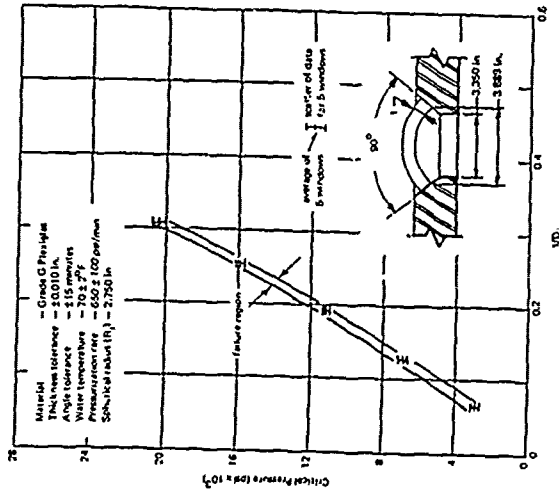 Material — Grade G Plexiglas
Thickness tolerance — ±0.010 in.
Angle tolerance — ±15 minutes
Water temperature — 70 ± 2°F
Pressurization rate — 650 ± 100 psi/min
Spherical radius (Rᵢ) — 2.750 in
average of
5 windows
scatter of data
for 5 windows
failure region
90°
3.350 in.
3.889 in.
Critical Pressure (psi x 10³)
28
24
20
16
12
8
4
0
0.2
0.4
0.6